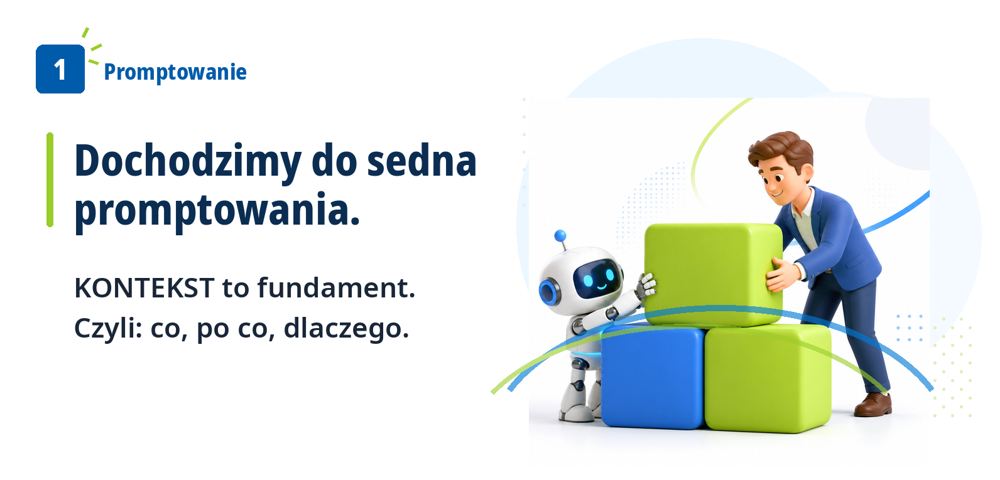 1
Promptowanie
Dochodzimy do sedna
promptowania.
KONTEKST to fundament.
Czyli: co, po co, dlaczego.